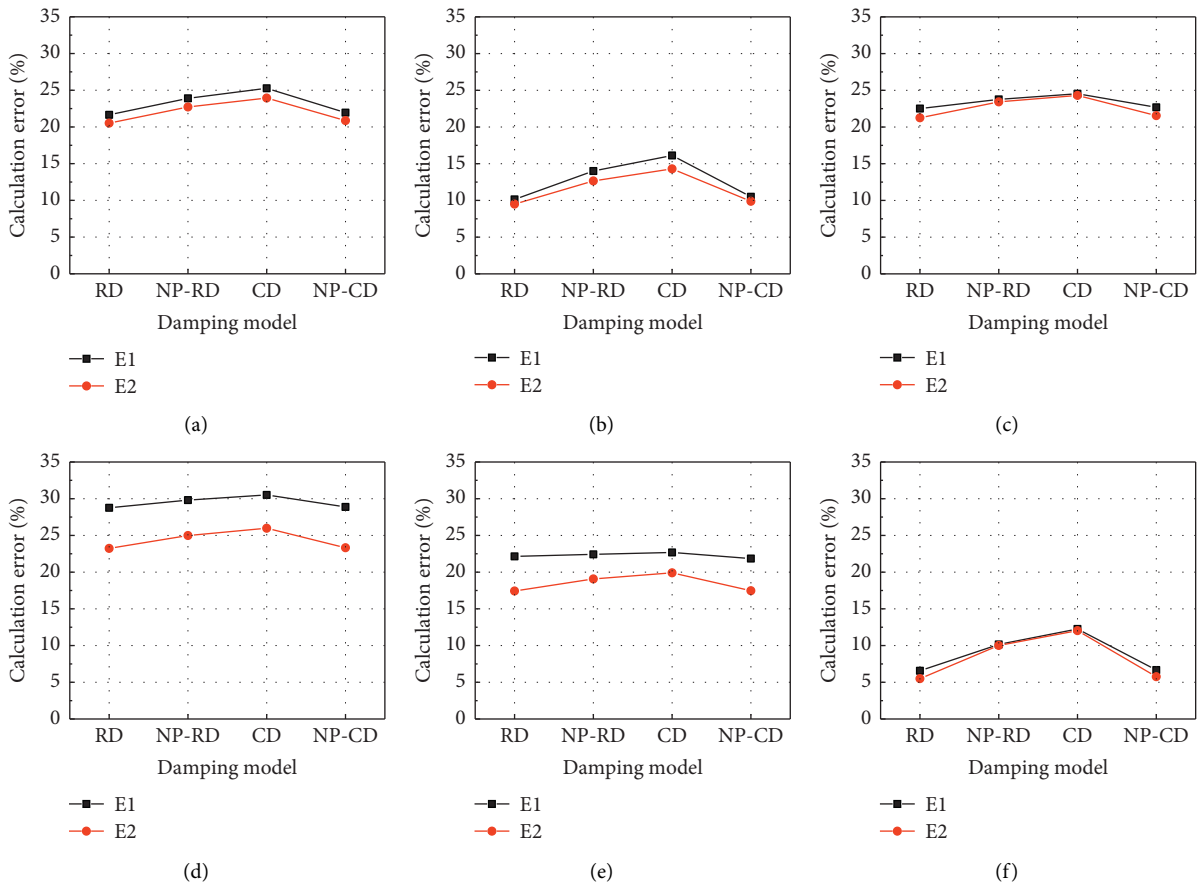 35
30
25
20
15
10
5
0
Calculation error (%)
RD NP-RD CD NP-CD
Damping model
E1
E2
(a)
35
30
25
20
15
10
5
0
Calculation error (%)
RD NP-RD CD NP-CD
Damping model
E1
E2
(b)
35
30
25
20
15
10
5
0
Calculation error (%)
RD NP-RD CD NP-CD
Damping model
E1
E2
(c)
35
30
25
20
15
10
5
0
Calculation error (%)
RD NP-RD CD NP-CD
Damping model
E1
E2
(d)
35
30
25
20
15
10
5
0
Calculation error (%)
RD NP-RD CD NP-CD
Damping model
E1
E2
(e)
35
30
25
20
15
10
5
0
Calculation error (%)
RD NP-RD CD NP-CD
Damping model
E1
E2
(f)